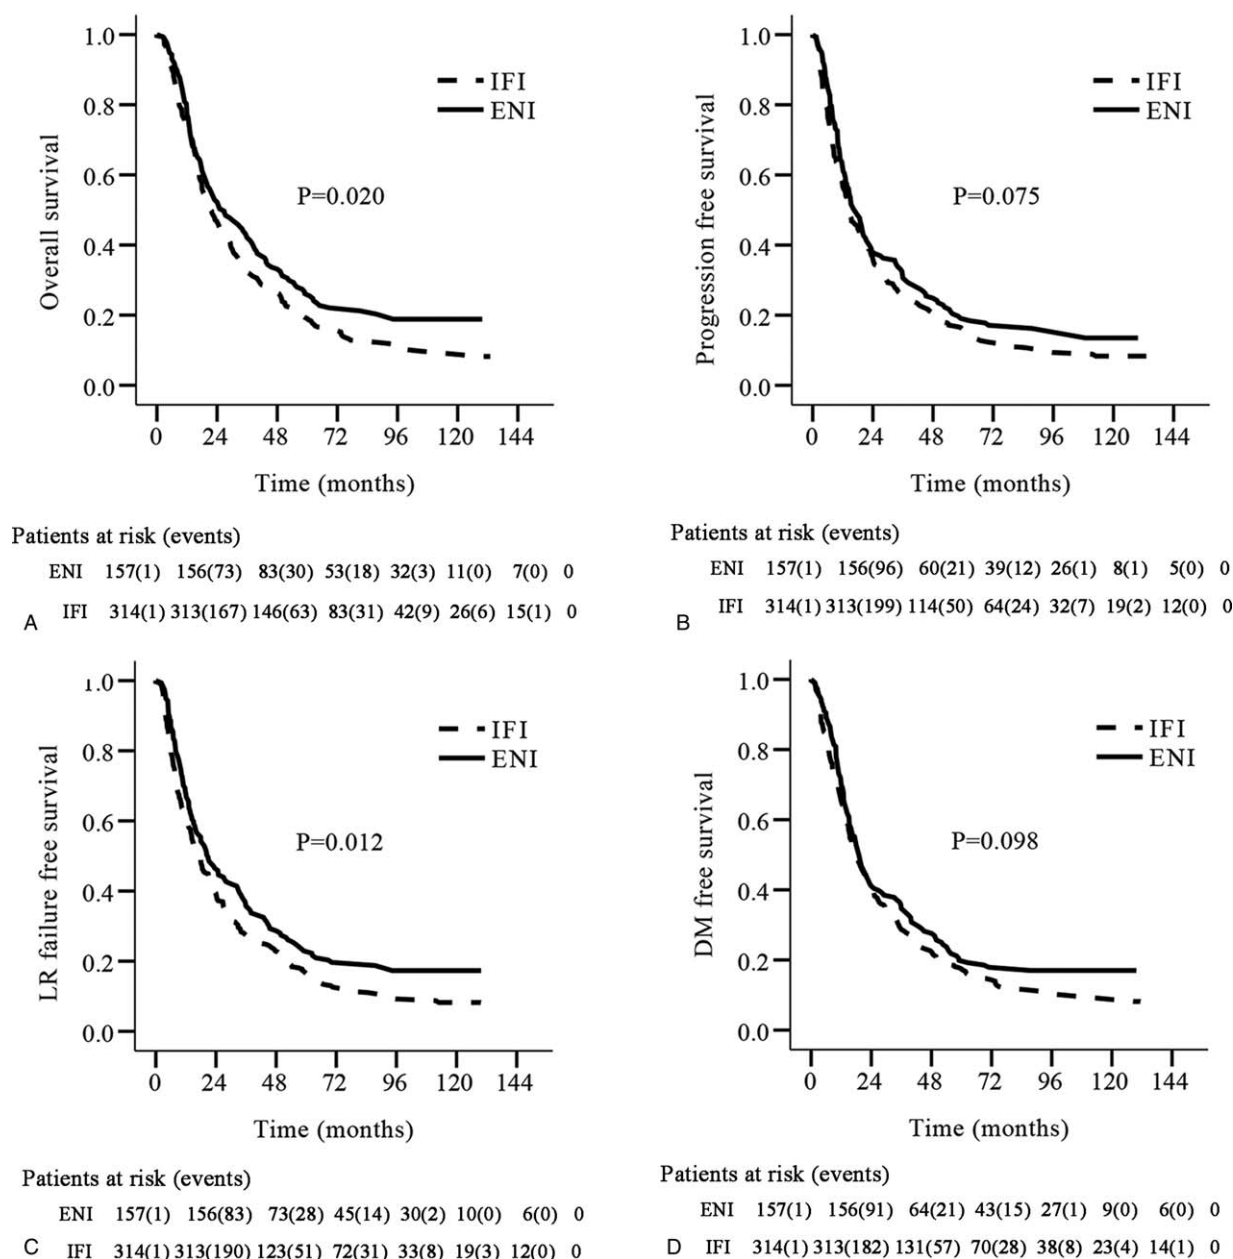 1.0
0.8
0.6
0.4
0.2
0.0
Overall survival
IFI
ENI
P=0.020
0 24 48 72 96 120 144
Time (months)
Patients at risk (events)
ENI 157(1) 156(73) 83(30) 53(18) 32(3) 11(0) 7(0) 0
IFI 314(1) 313(167) 146(63) 83(31) 42(9) 26(6) 15(1) 0
A
1.0
0.8
0.6
0.4
0.2
0.0
Progression free survival
IFI
ENI
P=0.075
0 24 48 72 96 120 144
Time (months)
Patients at risk (events)
ENI 157(1) 156(96) 60(21) 39(12) 26(1) 8(1) 5(0) 0
IFI 314(1) 313(199) 114(50) 64(24) 32(7) 19(2) 12(0) 0
B
1.0
0.8
0.6
0.4
0.2
0.0
LR failure free survival
IFI
ENI
P=0.012
0 24 48 72 96 120 144
Time (months)
Patients at risk (events)
ENI 157(1) 156(83) 73(28) 45(14) 30(2) 10(0) 6(0) 0
C IFI 314(1) 313(190) 123(51) 72(31) 33(8) 19(3) 12(0) 0
1.0
0.8
0.6
0.4
0.2
0.0
DM free survival
IFI
ENI
P=0.098
0 24 48 72 96 120 144
Time (months)
Patients at risk (events)
ENI 157(1) 156(91) 64(21) 43(15) 27(1) 9(0) 6(0) 0
D IFI 314(1) 313(182) 131(57) 70(28) 38(8) 23(4) 14(1) 0